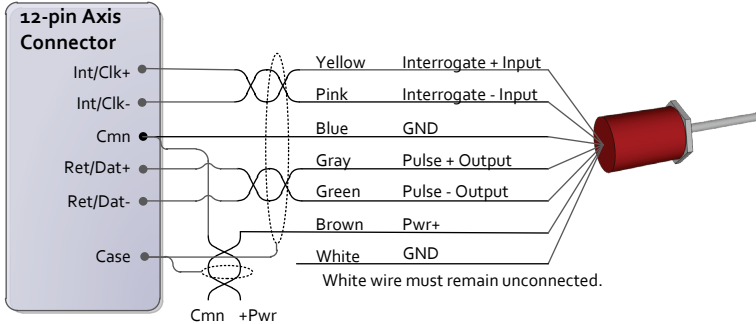 12-pin Axis
Connector
Int/Clk+
Int/Clk-
Cmn
Ret/Dat+
Ret/Dat-
Case
Yellow Interrogate + Input
Pink Interrogate - Input
Blue GND
Gray Pulse + Output
Green Pulse - Output
Brown Pwr+
White GND
White wire must remain unconnected.
Cmn +Pwr